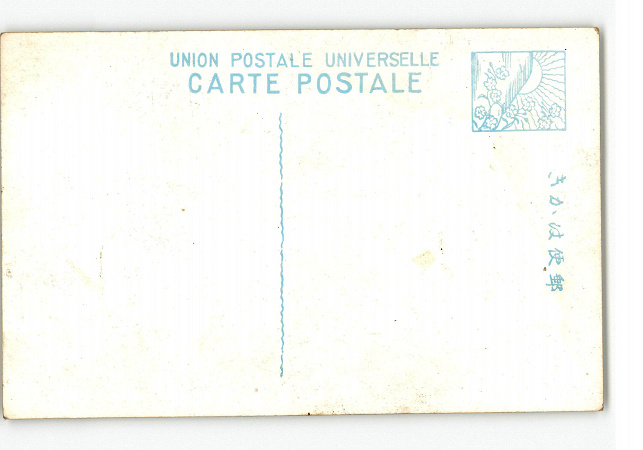 UNION POSTALE UNIVERSELLE
CARTE POSTALE
郵便はかき